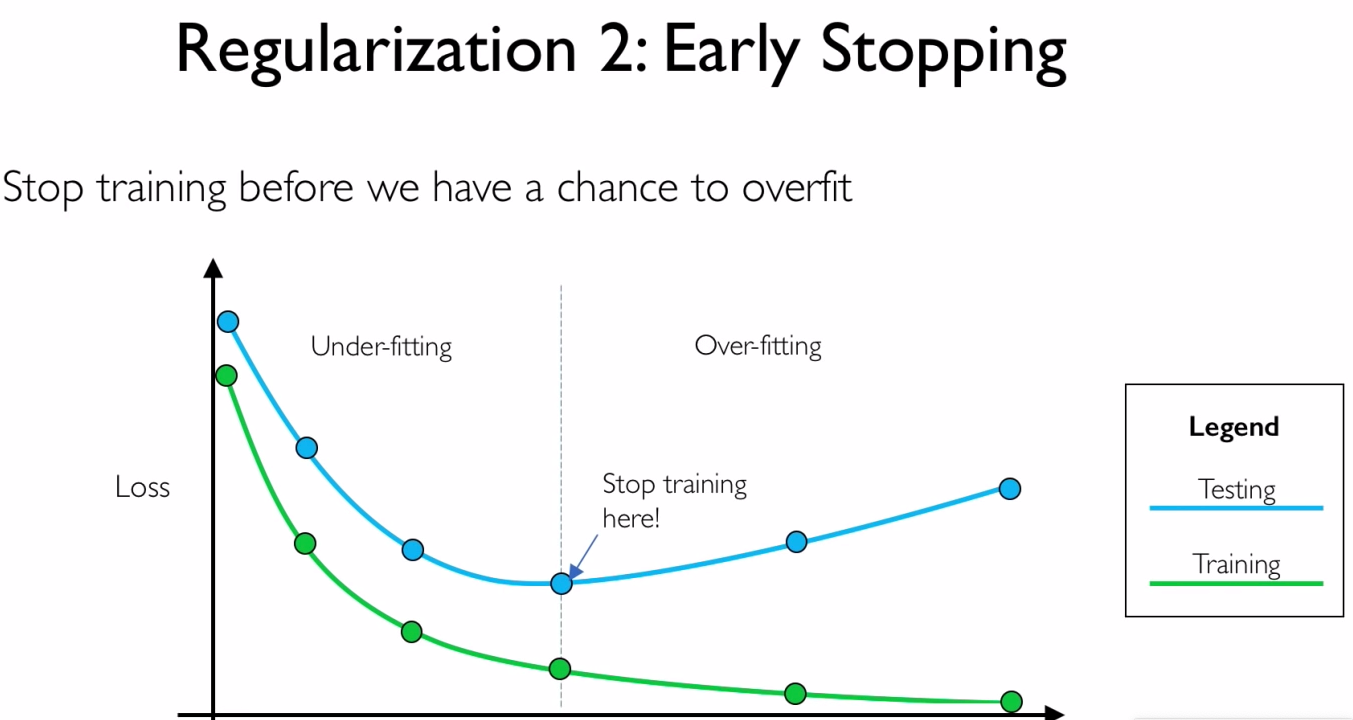 Regularization 2: Early Stopping
Stop training before we have a chance to overfit
Under-fitting
Over-fitting
Loss
Stop training
here!
Legend
Testing
Training